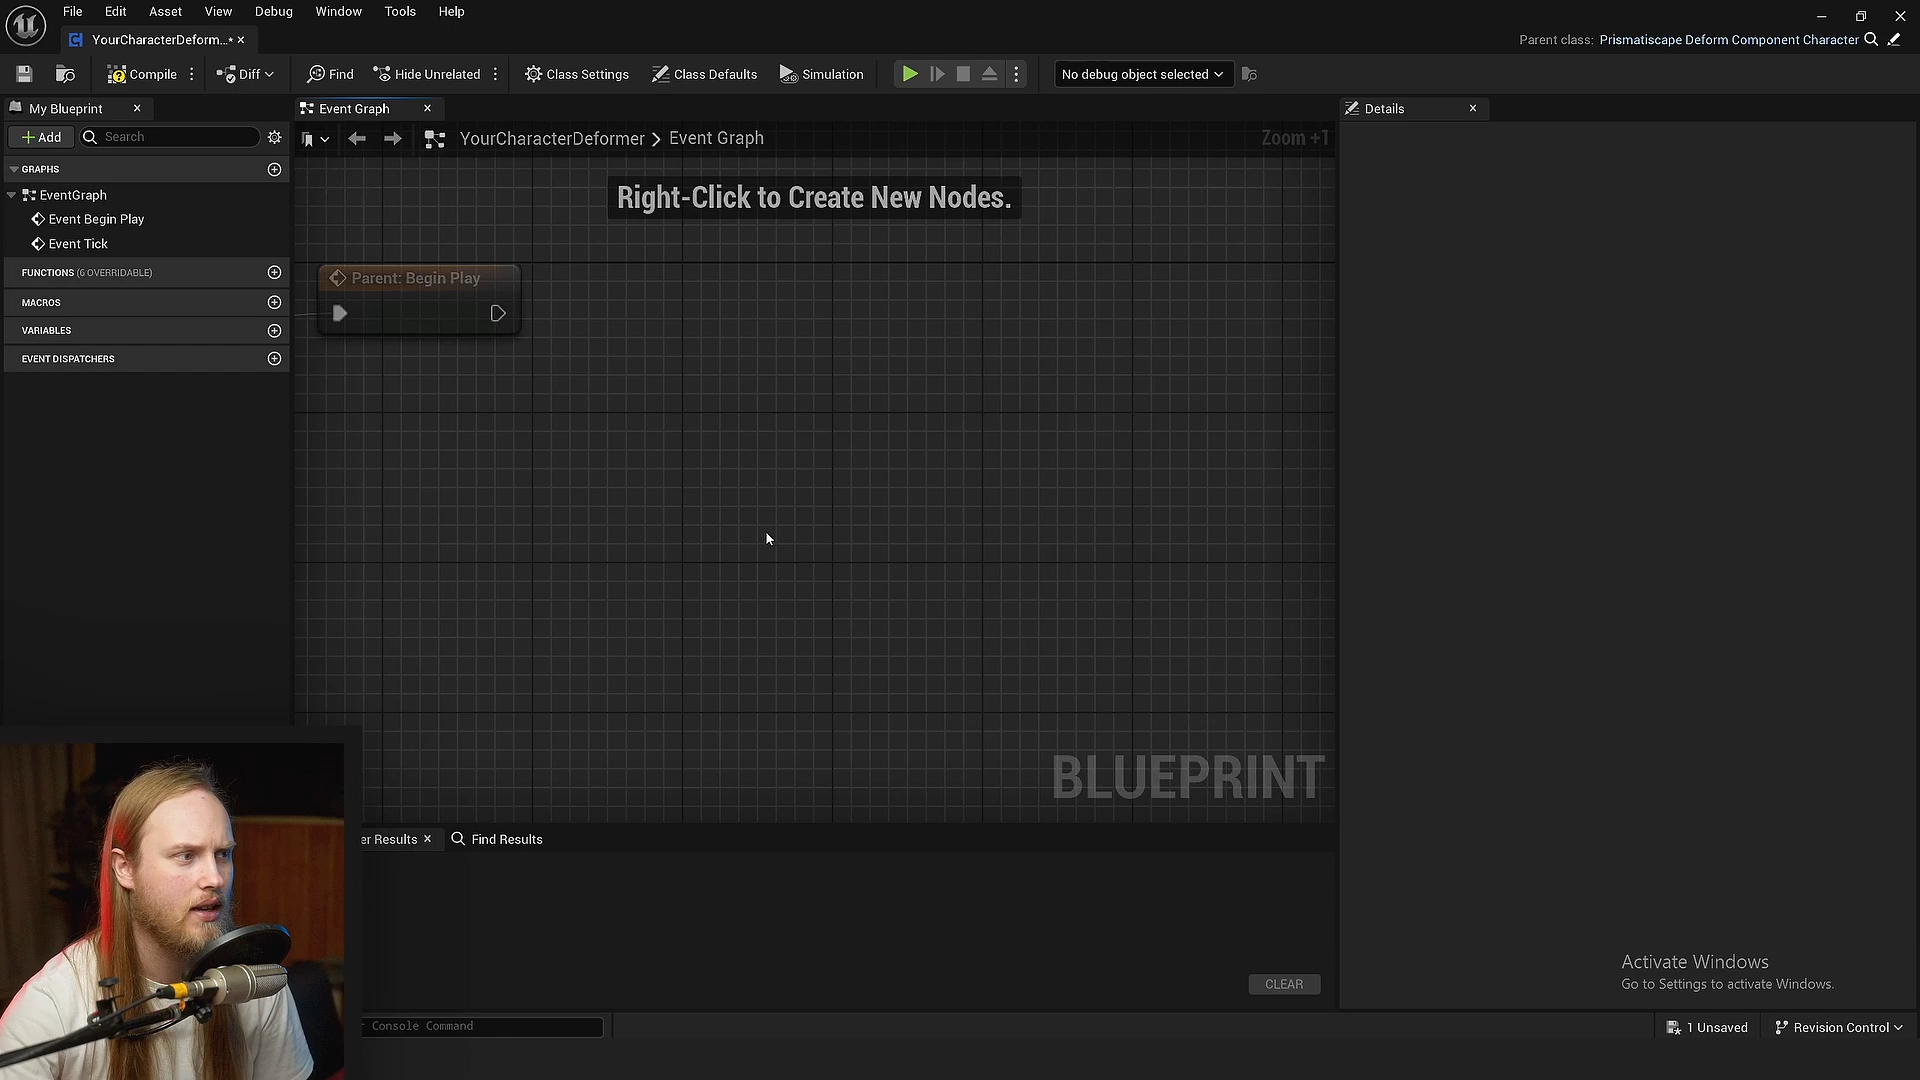 File Edit Asset View Debug Window Tools Help
YourCharacterDeform...•
Parent class: Prismatiscape Deform Component Character
Compile Diff Find Hide Unrelated Class Settings Class Defaults Simulation No debug object selected
My Blueprint
Event Graph
Details
Add Search
YourCharacterDeformer > Event Graph
Zoom +1
GRAPHS
EventGraph
Event Begin Play
Event Tick
FUNCTIONS (6 OVERRIDABLE)
MACROS
VARIABLES
EVENT DISPATCHERS
Right-Click to Create New Nodes.
Parent: Begin Play
BLUEPRINT
er Results
Find Results
CLEAR
Console Command
Activate Windows
Go to Settings to activate Windows.
1 Unsaved
Revision Control